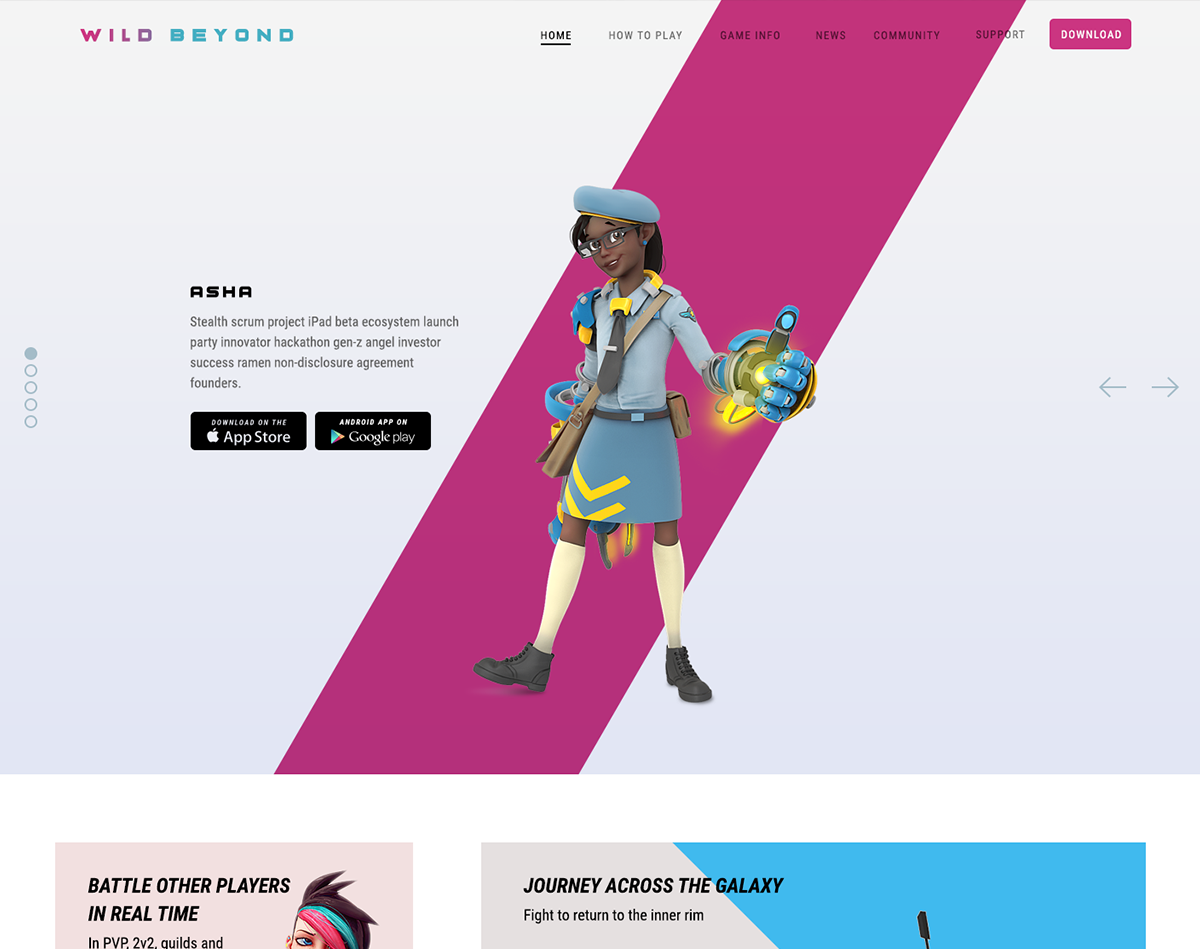 WILD BEYOND
HOME HOW TO PLAY GAME INFO NEWS COMMUNITY SUPPORT DOWNLOAD
ASHA
Stealth scrum project iPad beta ecosystem launch
party innovator hackathon gen-z angel investor
success ramen non-disclosure agreement
founders.
DOWNLOAD ON THE
App Store
ANDROID APP ON
Google play
BATTLE OTHER PLAYERS
IN REAL TIME
In PVP, 2v2, guilds and
JOURNEY ACROSS THE GALAXY
Fight to return to the inner rim